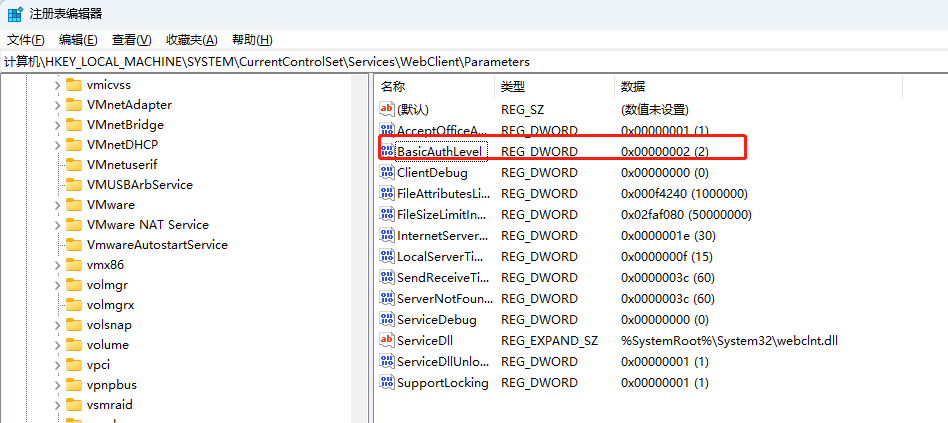 注册表编辑器
文件(F) 编辑(E) 查看(V) 收藏夹(A) 帮助(H)
计算机\HKEY_LOCAL_MACHINE\SYSTEM\CurrentControlSet\Services\WebClient\Parameters
vmicvss
VMnetAdapter
VMnetBridge
VMnetDHCP
VMnetuserif
VMUSBArbService
VMware
VMware NAT Service
VmwareAutostartService
vmx86
volmgr
volmgrx
volsnap
volume
vpci
vpnpbus
vsmraid
名称 类型 数据
(默认) REG_SZ (数值未设置)
AcceptOfficeA... REG_DWORD 0x00000001 (1)
BasicAuthLevel REG_DWORD 0x00000002 (2)
ClientDebug REG_DWORD 0x00000000 (0)
FileAttributesLi... REG_DWORD 0x000f4240 (1000000)
FileSizeLimitIn... REG_DWORD 0x02faf080 (50000000)
InternetServer... REG_DWORD 0x0000001e (30)
LocalServerTi... REG_DWORD 0x0000000f (15)
SendReceiveTi... REG_DWORD 0x0000003c (60)
ServerNotFoun... REG_DWORD 0x0000003c (60)
ServiceDebug REG_DWORD 0x00000000 (0)
ServiceDll REG_EXPAND_SZ %SystemRoot%\System32\webclnt.dll
ServiceDllUnlo... REG_DWORD 0x00000001 (1)
SupportLocking REG_DWORD 0x00000001 (1)